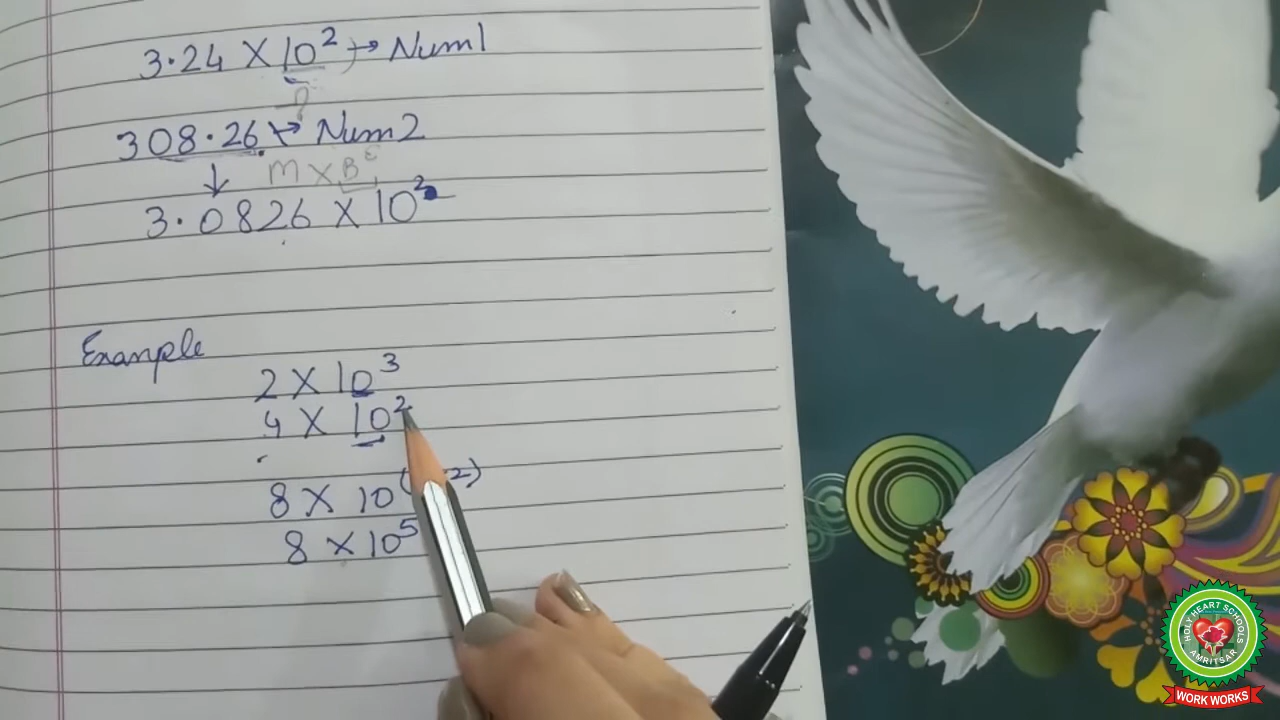 3.24 × 10² → Num1
308.26 → Num2
↓ M × B^E
3.0826 × 10²
Example
2 × 10³
4 × 10²
8 × 10^( 2)
8 × 10⁵
HOLY HEART SCHOOLS
AMRITSAR
WORK WORKS